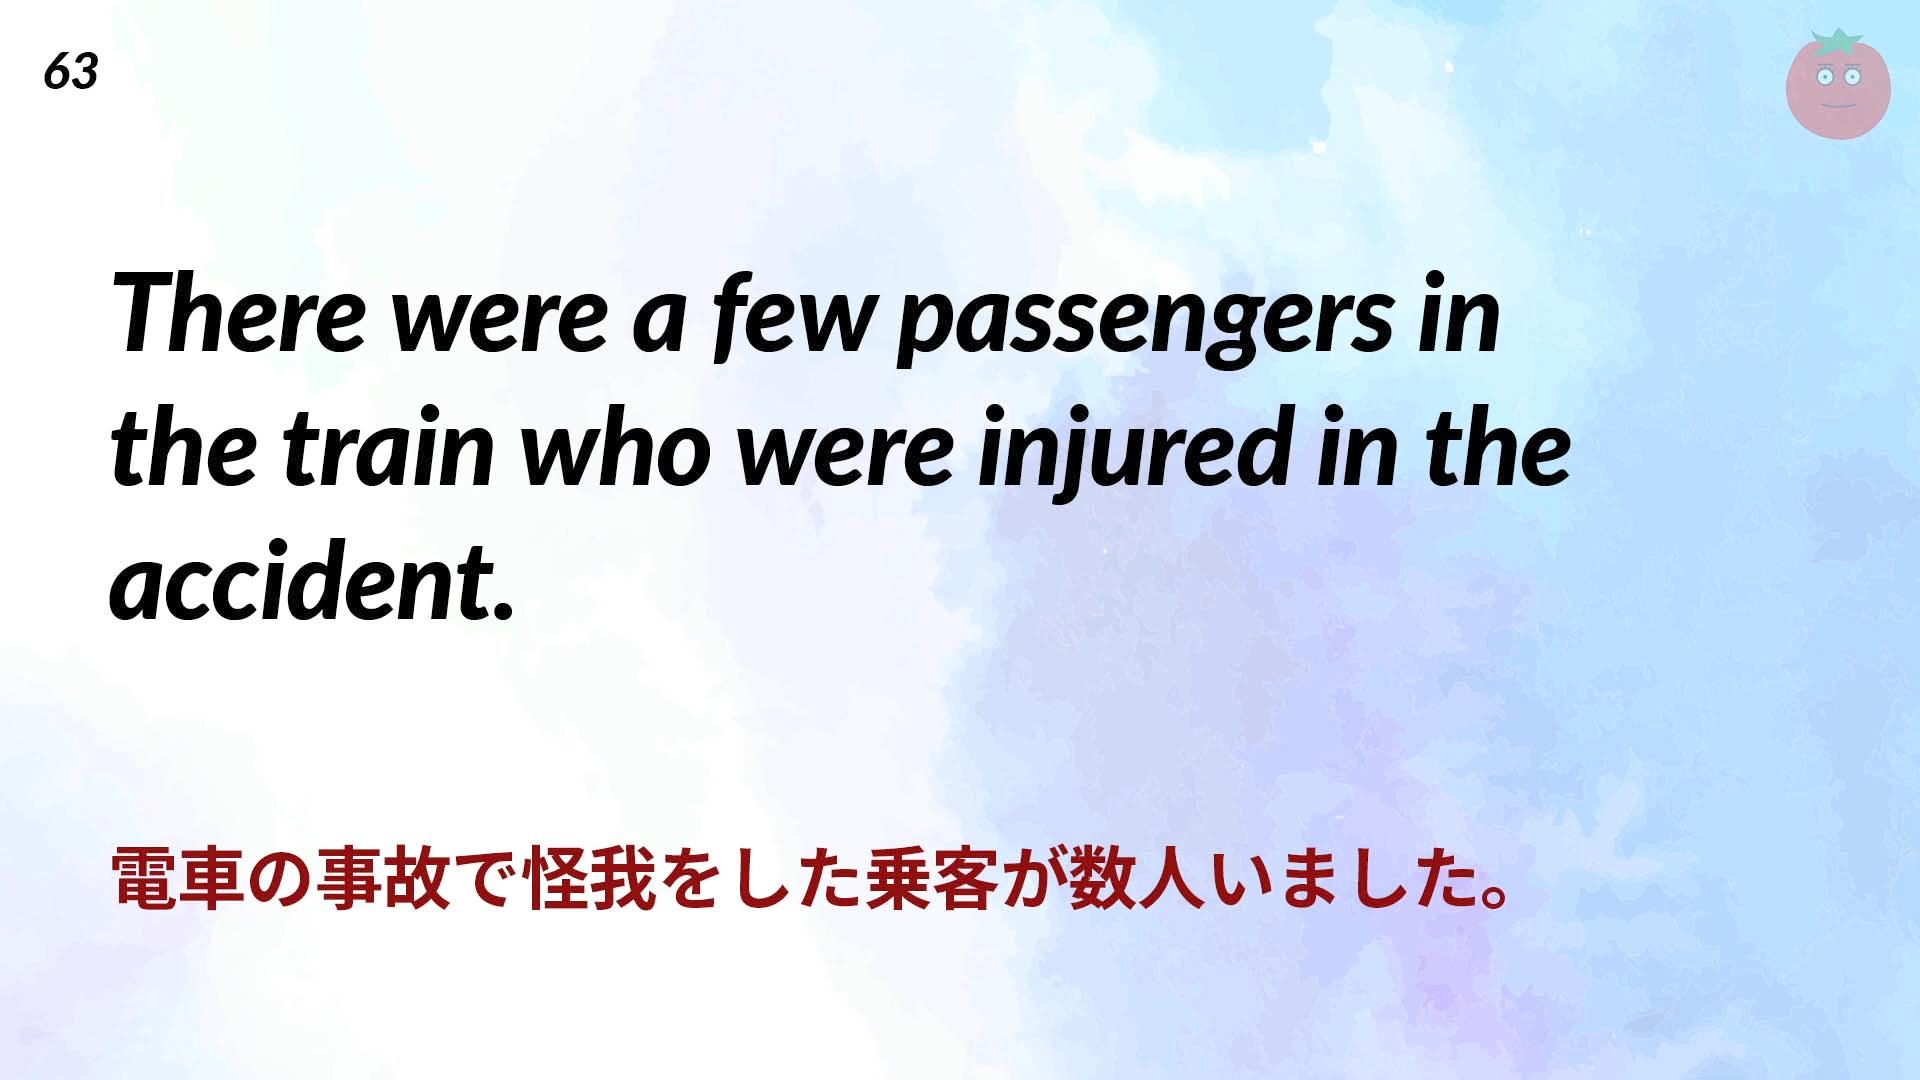 63
There were a few passengers in
the train who were injured in the
accident.
電車の事故で怪我をした乗客が数人いました。